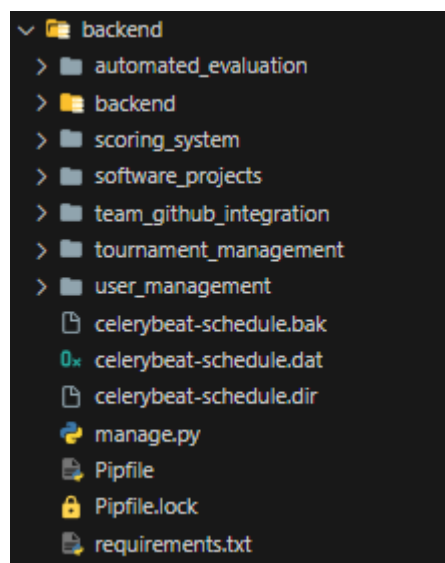 backend
automated_evaluation
backend
scoring_system
software_projects
team_github_integration
tournament_management
user_management
celerybeat-schedule.bak
celerybeat-schedule.dat
celerybeat-schedule.dir
manage.py
Pipfile
Pipfile.lock
requirements.txt